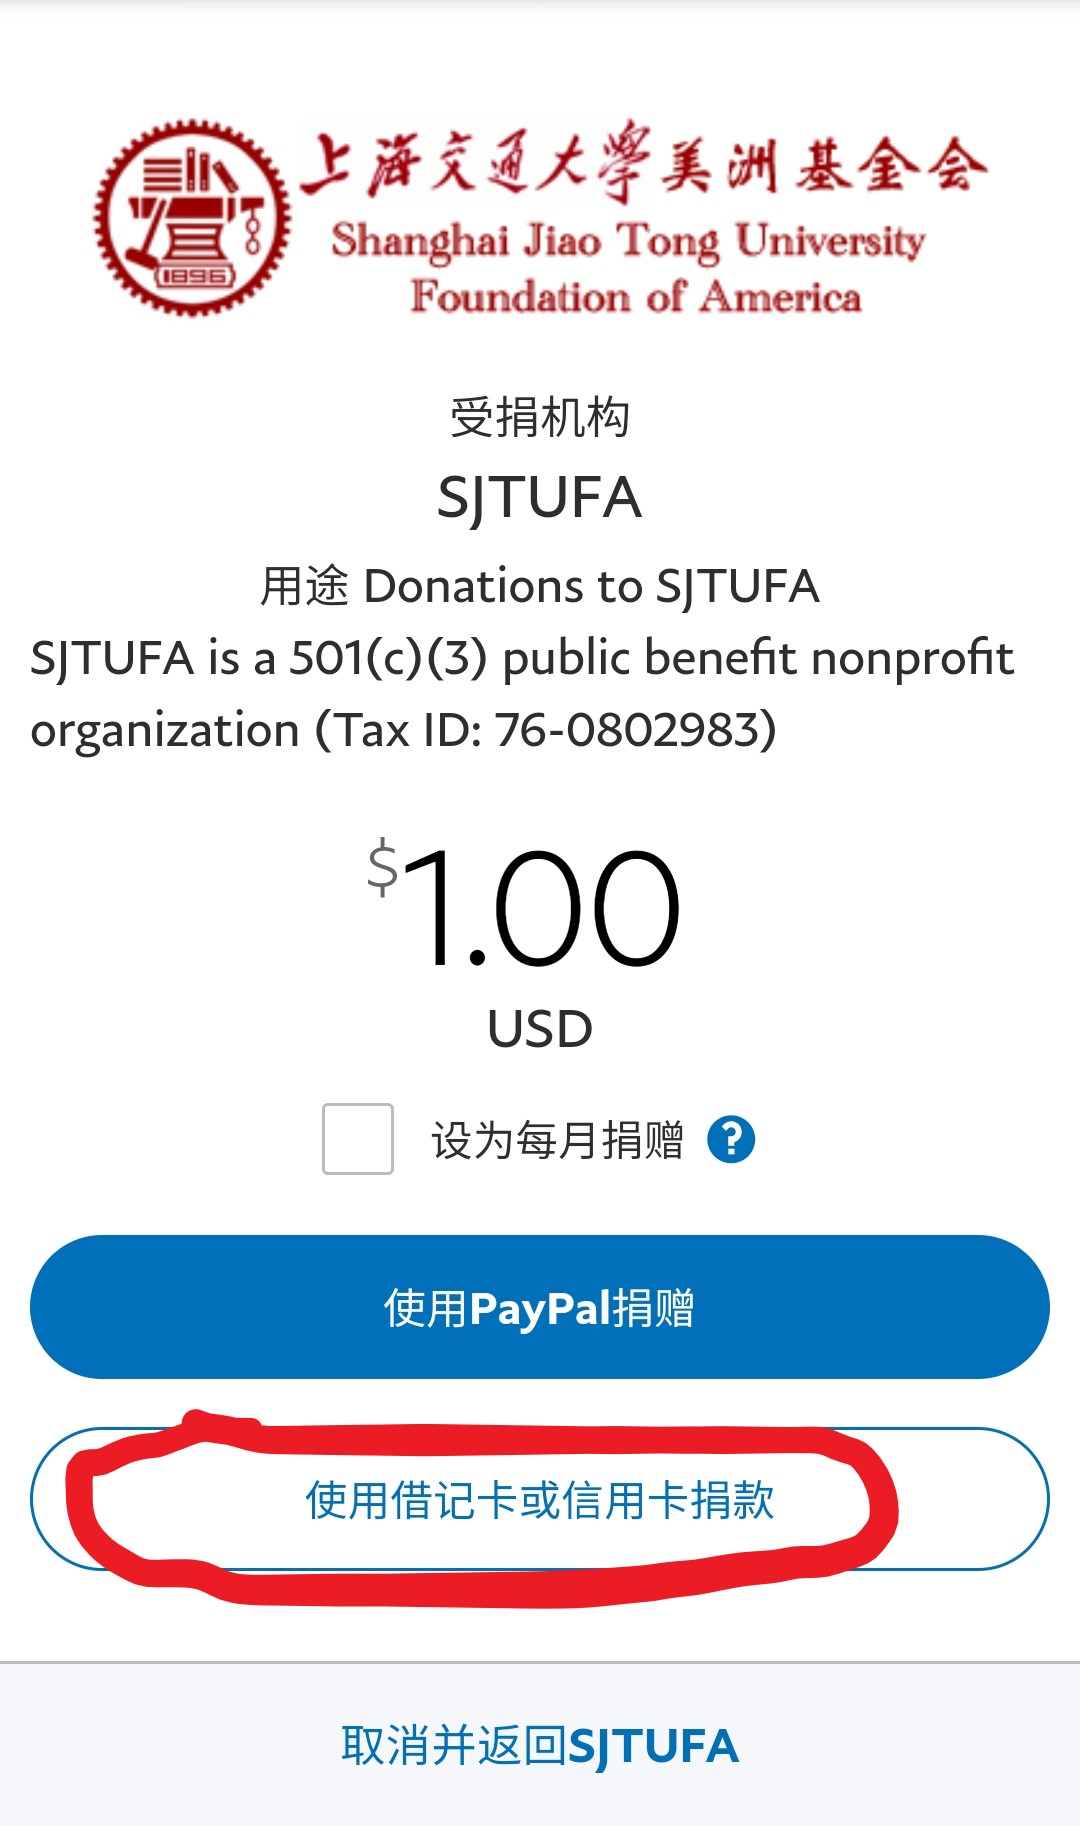 1896
上海交通大學美洲基金会
Shanghai Jiao Tong University
Foundation of America
受捐机构
SJTUFA
用途 Donations to SJTUFA
SJTUFA is a 501(c)(3) public benefit nonprofit
organization (Tax ID: 76-0802983)
$1.00
USD
设为每月捐赠 ?
使用PayPal捐赠
使用借记卡或信用卡捐款
取消并返回SJTUFA